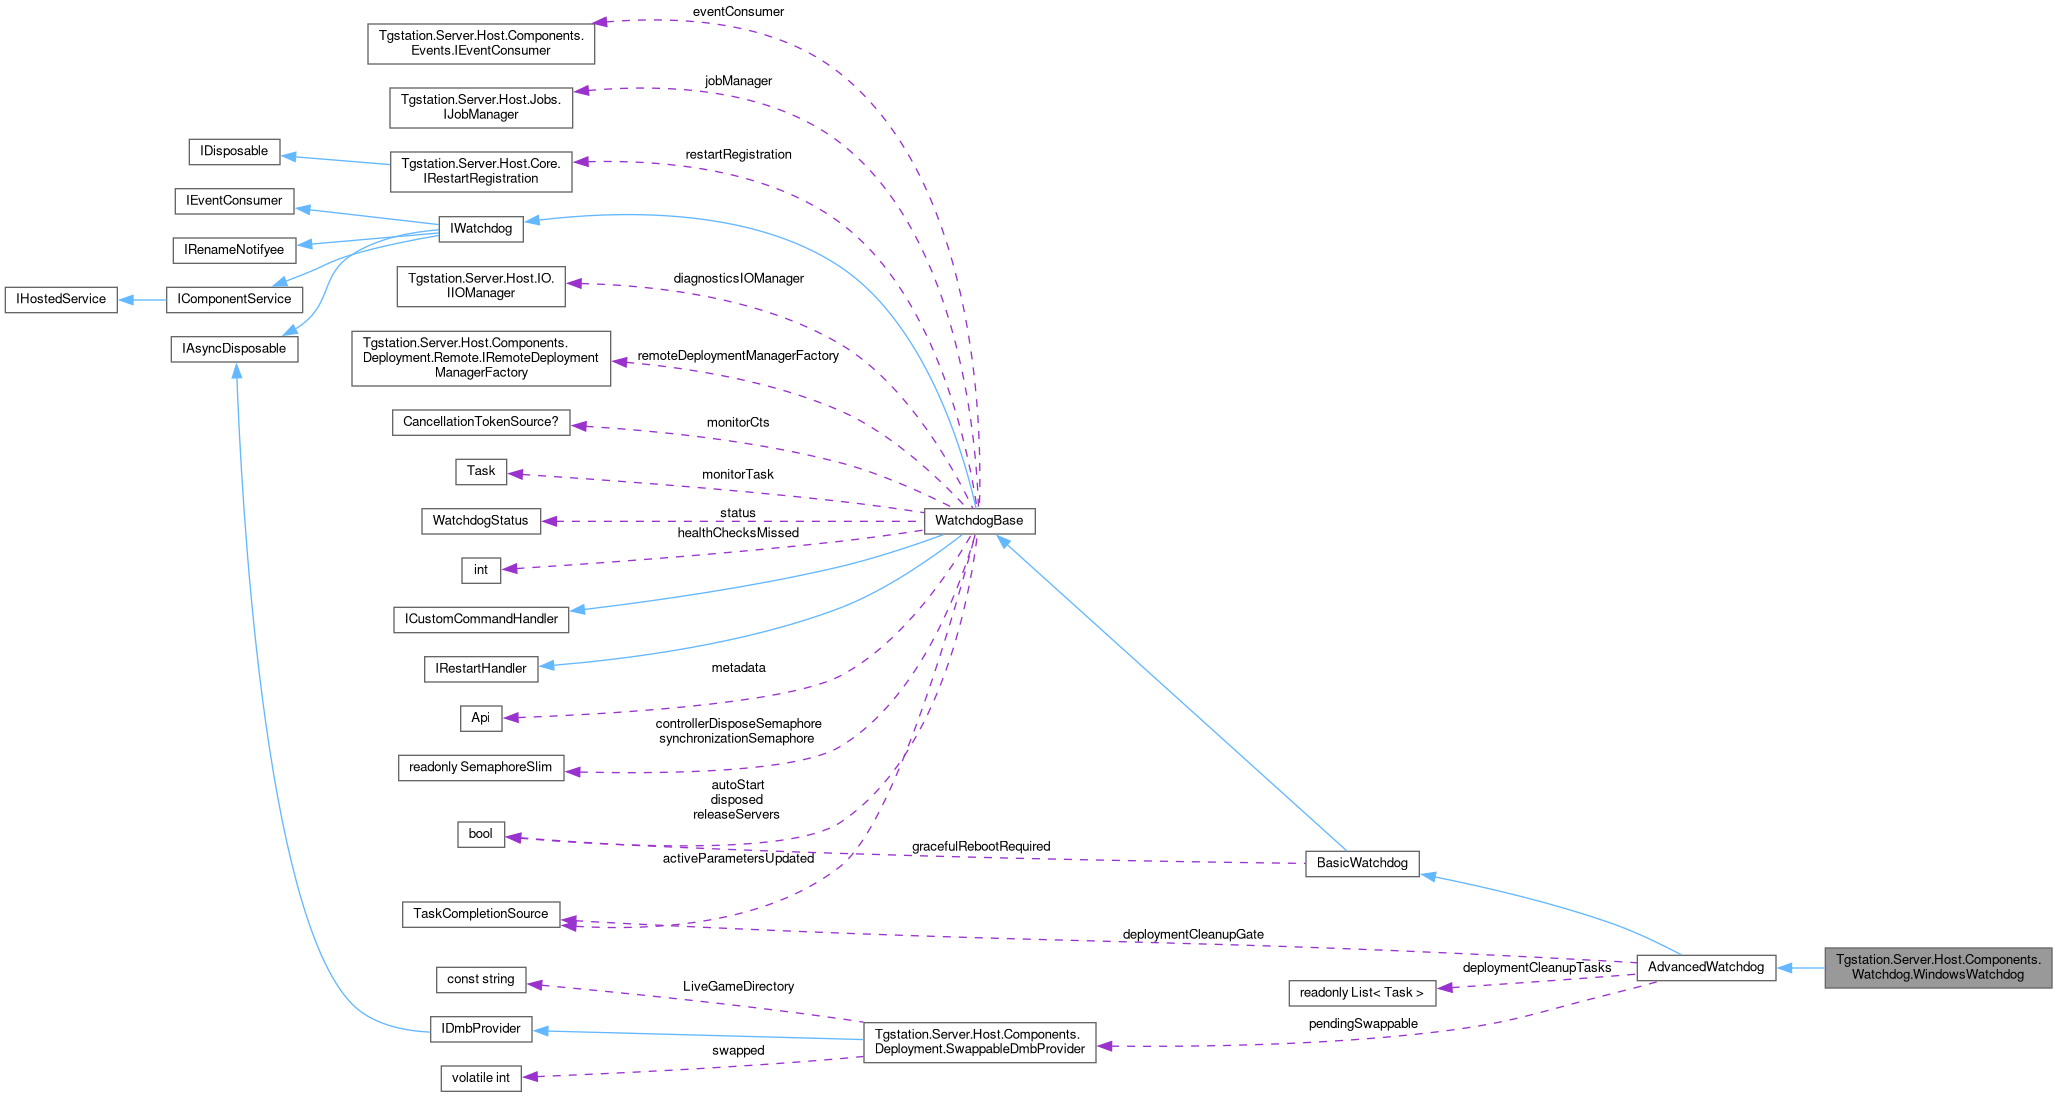 eventConsumer
Tgstation.Server.Host.Components.
Events.IEventConsumer
jobManager
Tgstation.Server.Host.Jobs.
IJobManager
restartRegistration
IDisposable
Tgstation.Server.Host.Core.
IRestartRegistration
IEventConsumer
IWatchdog
IRenameNotifyee
diagnosticsIOManager
Tgstation.Server.Host.IO.
IIOManager
IHostedService
IComponentService
IAsyncDisposable
Tgstation.Server.Host.Components.
Deployment.Remote.IRemoteDeployment
ManagerFactory
remoteDeploymentManagerFactory
CancellationTokenSource?
monitorCts
Task
monitorTask
WatchdogStatus
status
WatchdogBase
healthChecksMissed
int
ICustomCommandHandler
IRestartHandler
metadata
Api
controllerDisposeSemaphore
synchronizationSemaphore
readonly SemaphoreSlim
autoStart
disposed
releaseServers
bool
gracefulRebootRequired
activeParametersUpdated
BasicWatchdog
TaskCompletionSource
deploymentCleanupGate
const string
LiveGameDirectory
deploymentCleanupTasks
readonly List< Task >
AdvancedWatchdog
Tgstation.Server.Host.Components.
Watchdog.WindowsWatchdog
IDmbProvider
Tgstation.Server.Host.Components.
Deployment.SwappableDmbProvider
pendingSwappable
swapped
volatile int